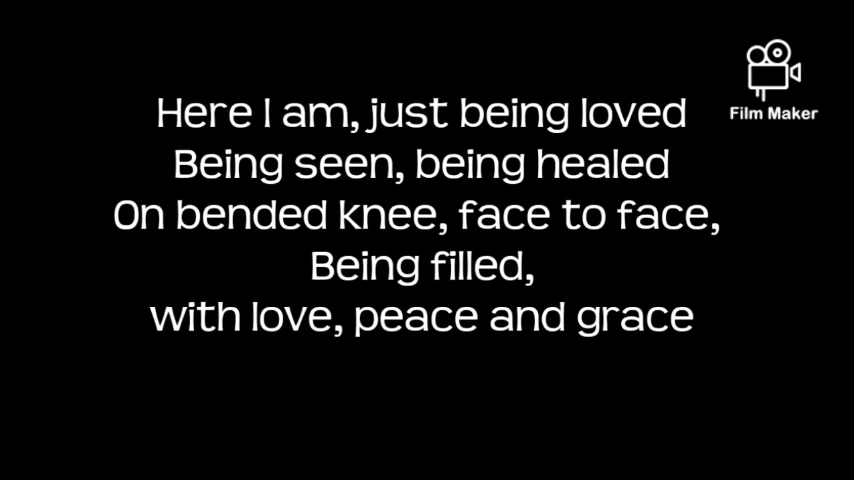 Here I am, just being loved
Being seen, being healed
On bended knee, face to face,
Being filled,
with love, peace and grace
Film Maker